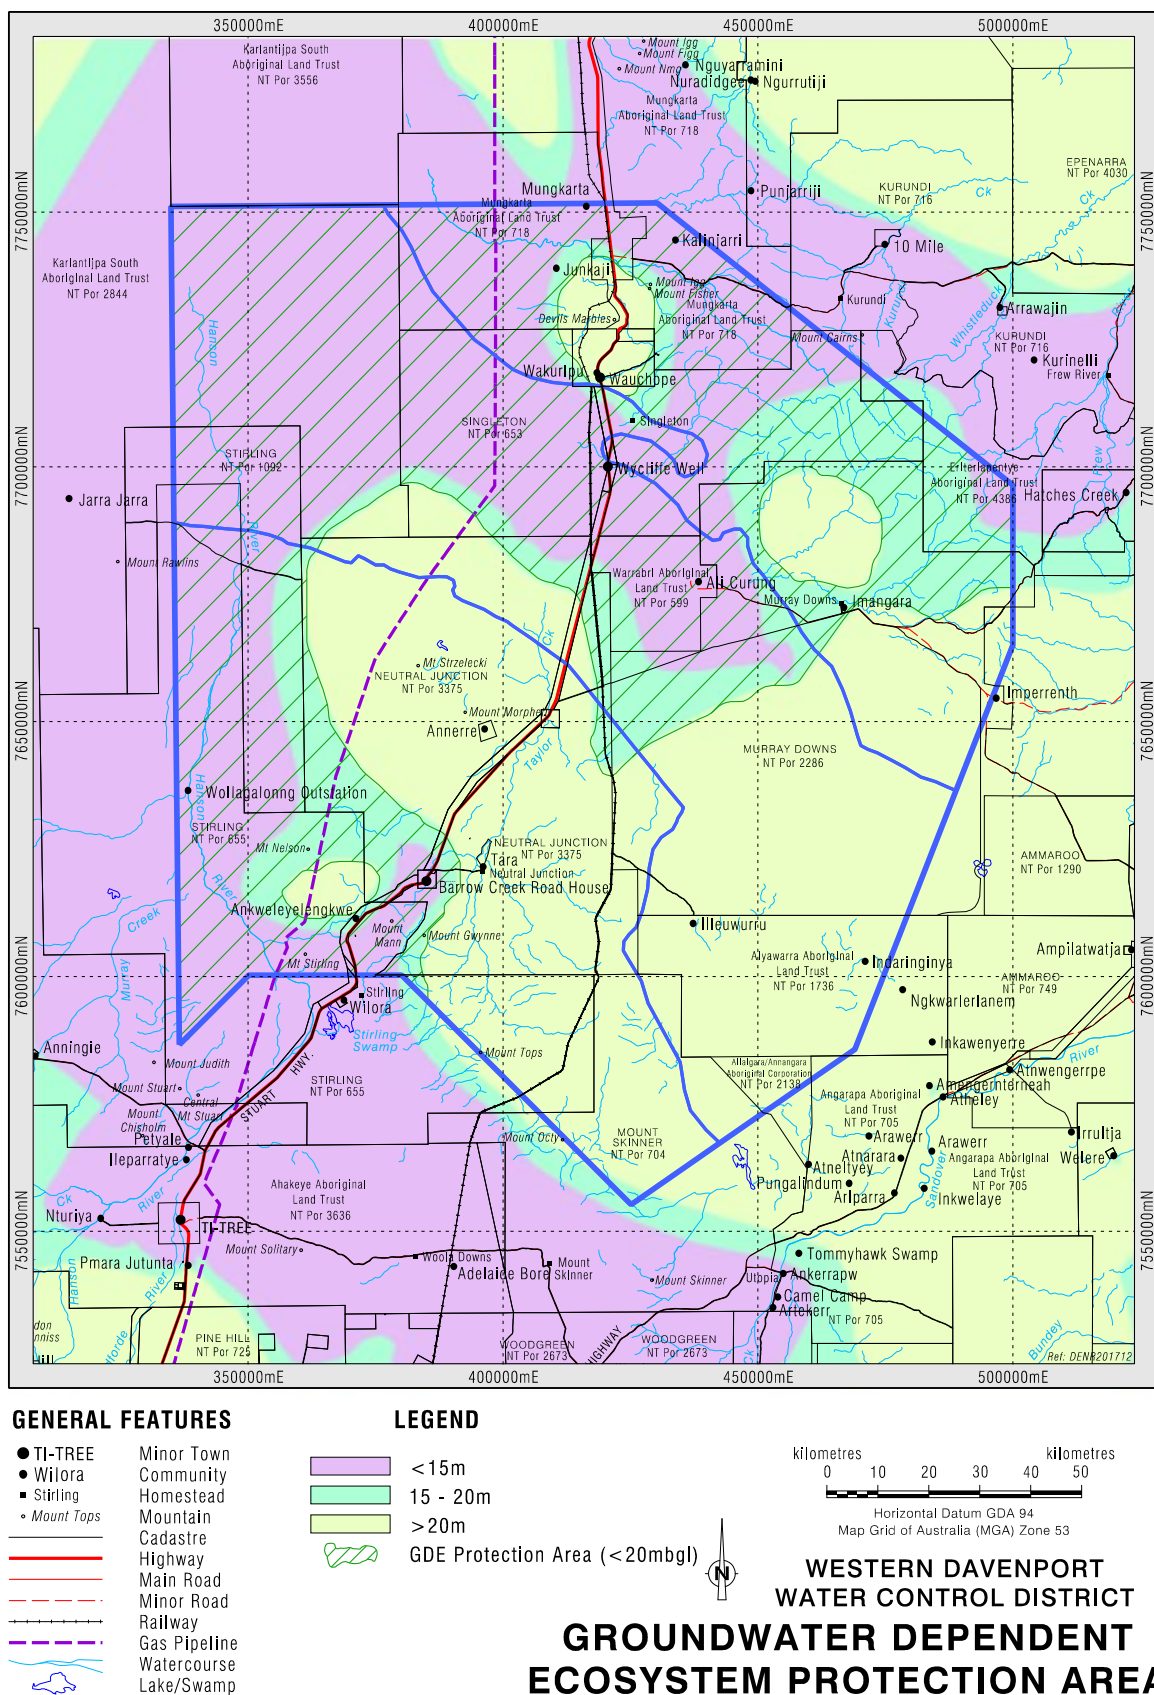 350000mE 400000mE 450000mE 500000mE
Karlantijpa South
Aboriginal Land Trust
NT Por 3556
Mount Igg
Mount Figg
Mount Nmg
Nguyarramini
Nuradidgee
Ngurrutiji
Mungkarta
Aboriginal Land Trust
NT Por 718
EPENARRA
NT Por 4030
KURUNDI
NT Por 716
Ck
Ck
Mungkarta
Punjarriji
7750000mN
7750000mN
Mungkarta
Aboriginal Land Trust
NT Por 718
Kalinjarri
10 Mile
Karlantijpa South
Aboriginal Land Trust
NT Por 2844
Junkaji
Mount Igg
Mount Fisher
Mungkarta
Aboriginal Land Trust
NT Por 718
Kurundi
Kurundi
Whistleduck
River
Arrawajin
Devils Marbles
Mount Cairns
Hanson
KURUNDI
NT Por 716
Kurinelli
Frew River
Wakurlpu
Wauchope
SINGLETON
NT Por 653
Singleton
STIRLING
NT Por 1092
Wycliffe Well
7700000mN
7700000mN
Erlterlapentye
Aboriginal Land Trust
NT Por 4386
Frew
Hatches Creek
Jarra Jarra
River
Mount Rawlins
Warrabri Aboriginal
Land Trust
NT Por 599
Ali Curung
Murray Downs
Imangara
Ck
Mt Strzelecki
NEUTRAL JUNCTION
NT Por 3375
Mount Morphett
Imperrenth
7650000mN
7650000mN
Annerre
Taylor
MURRAY DOWNS
NT Por 2286
Hanson
Wollagalonng Outstation
STIRLING
NT Por 655
Mt Nelson
NEUTRAL JUNCTION
NT Por 3375
Tara
Neutral Junction
Barrow Creek Road House
AMMAROO
NT Por 1290
River
Creek
Ankweleyelengkwe
Mount
Mann
Mount Gwynne
Illeuwurru
Murray
Mt Stirling
Alyawarra Aboriginal
Land Trust
NT Por 1736
Indaringinya
Ampilatwatja
AMMAROO
NT Por 749
7600000mN
7600000mN
Stirling
Wilora
Ngkwarlerlanem
Stirling
Swamp
Inkawenyerre
Anningie
Mount Judith
Mount Tops
HWY.
River
Allalgara/Annangara
Aboriginal Corporation
NT Por 2138
Atnwengerrpe
Mount Stuart
Central
Mt Stuart
STIRLING
NT Por 655
STUART
Amengernterneah
Atheley
Angarapa Aboriginal
Land Trust
NT Por 705
Mount
Chisholm
Petyale
Mount Octy
MOUNT
SKINNER
NT Por 704
Arawerr
Arawerr
Irrultja
Ileparratye
Atnarara
Angarapa Aboriginal
Land Trust
NT Por 705
Welere
Atneltyey
Ck
River
Ahakeye Aboriginal
Land Trust
NT Por 3636
Pungalindum
Arlparra
Sandover
Inkwelaye
Nturiya
TI-TREE
7550000mN
7550000mN
Mount Solitary
Woola Downs
Tommyhawk Swamp
Pmara Jutunta
Adelaide Bore
Mount
Skinner
Mount Skinner
Utopia
Ankerrapw
Hanson
River
Camel Camp
Artekerr
NT Por 705
don
nniss
PINE HILL
NT Por 725
WOODGREEN
NT Por 2673
HIGHWAY
WOODGREEN
NT Por 2673
Ck
Bundey
Ref: DENR201712
350000mE 400000mE 450000mE 500000mE
GENERAL FEATURES
TI-TREE Minor Town
Wilora Community
Stirling Homestead
Mount Tops Mountain
Cadastre
Highway
Main Road
Minor Road
Railway
Gas Pipeline
Watercourse
Lake/Swamp
LEGEND
<15m
15 - 20m
>20m
GDE Protection Area (<20mbgl)
N
kilometres kilometres
0 10 20 30 40 50
Horizontal Datum GDA 94
Map Grid of Australia (MGA) Zone 53
WESTERN DAVENPORT
WATER CONTROL DISTRICT
GROUNDWATER DEPENDENT
ECOSYSTEM PROTECTION AREA